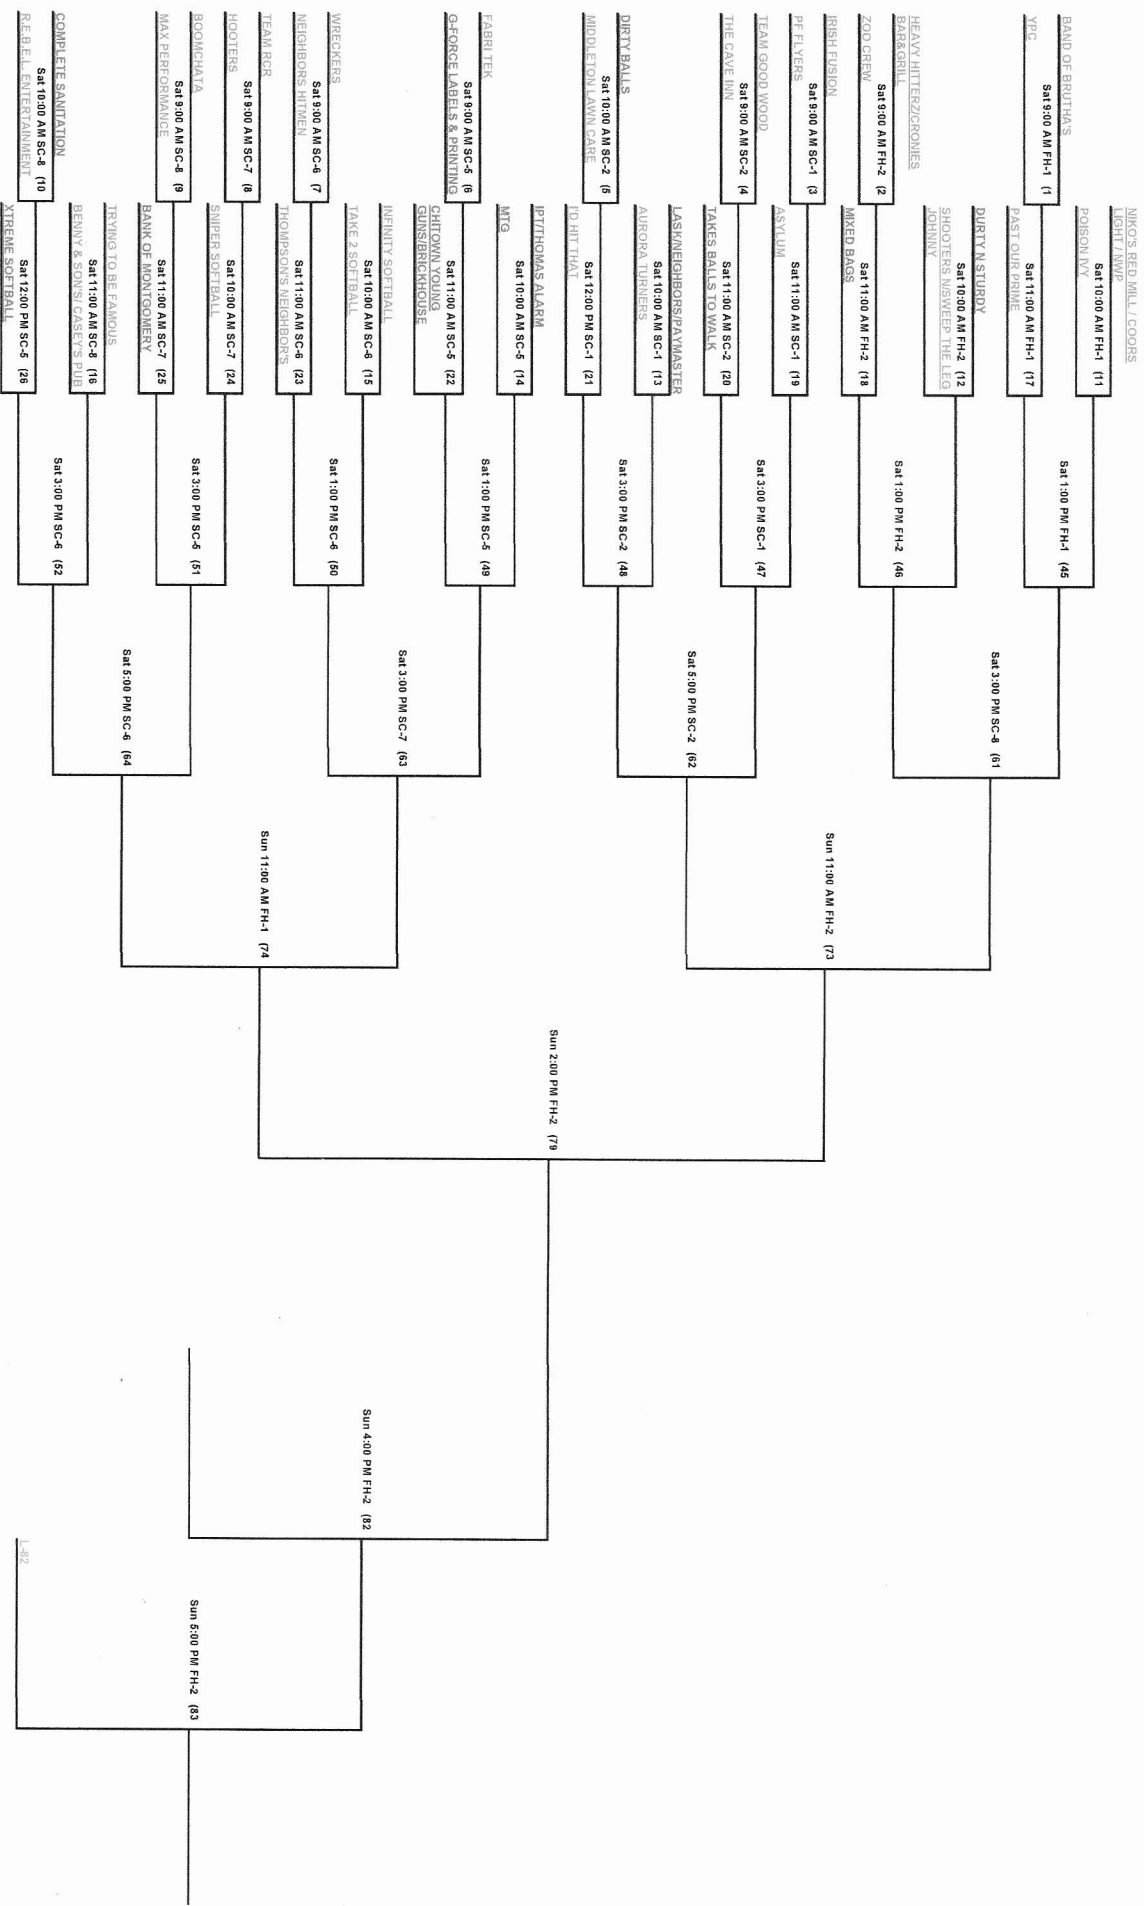 BAND OF BRUTHA'S
Sat 9:00 AM FH-1 (1
YPC
HEAVY HITTERZ/CRONIES
BAR&GRILL
Sat 9:00 AM FH-2 (2
ZOO CREW
IRISH FUSION
Sat 9:00 AM SC-1 (3
PF FLYERS
TEAM GOOD WOOD
Sat 9:00 AM SC-2 (4
THE CAVE INN
DIRTY BALLS
Sat 10:00 AM SC-2 (5
MIDDLETON LAWN CARE
FABRITEK
Sat 9:00 AM SC-5 (6
G-FORCE LABELS & PRINTING
WRECKERS
Sat 9:00 AM SC-6 (7
NEIGHBORS HITMEN
TEAM RCR
Sat 9:00 AM SC-7 (8
HOOTERS
BOOMCHATA
Sat 9:00 AM SC-8 (9
MAX PERFORMANCE
COMPLETE SANITATION
Sat 10:00 AM SC-8 (10
R.E.B.E.L. ENTERTAINMENT
NIKO'S RED MILL / COORS
LIGHT / NWP
Sat 10:00 AM FH-1 (11
POISON IVY
Sat 11:00 AM FH-1 (17
PAST OUR PRIME
DURTY N STURDY
Sat 10:00 AM FH-2 (12
SHOOTERS N/SWEEP THE LEG
JOHNNY
Sat 11:00 AM FH-2 (18
MIXED BAGS
Sat 11:00 AM SC-1 (19
ASYLUM
Sat 11:00 AM SC-2 (20
TAKES BALLS TO WALK
LASK/NEIGHBORS/PAYMASTER
Sat 10:00 AM SC-1 (13
AURORA TURNERS
Sat 12:00 PM SC-1 (21
I'D HIT THAT
IPT/THOMAS ALARM
Sat 10:00 AM SC-5 (14
MTG
Sat 11:00 AM SC-5 (22
CHITOWN YOUNG
GUNS/BRICKHOUSE
INFINITY SOFTBALL
Sat 10:00 AM SC-6 (15
TAKE 2 SOFTBALL
Sat 11:00 AM SC-6 (23
THOMPSON'S NEIGHBOR'S
Sat 10:00 AM SC-7 (24
SNIPER SOFTBALL
Sat 11:00 AM SC-7 (25
BANK OF MONTGOMERY
TRYING TO BE FAMOUS
Sat 11:00 AM SC-8 (16
BENNY & SON'S/ CASEY'S PUB
Sat 12:00 PM SC-5 (26
XTREME SOFTBALL
Sat 1:00 PM FH-1 (45
Sat 1:00 PM FH-2 (46
Sat 3:00 PM SC-1 (47
Sat 3:00 PM SC-2 (48
Sat 1:00 PM SC-5 (49
Sat 1:00 PM SC-6 (50
Sat 3:00 PM SC-5 (51
Sat 3:00 PM SC-6 (52
Sat 3:00 PM SC-8 (61
Sat 5:00 PM SC-2 (62
Sat 3:00 PM SC-7 (63
Sat 5:00 PM SC-6 (64
Sun 11:00 AM FH-2 (73
Sun 11:00 AM FH-1 (74
Sun 2:00 PM FH-2 (79
Sun 4:00 PM FH-2 (82
L-82
Sun 5:00 PM FH-2 (83